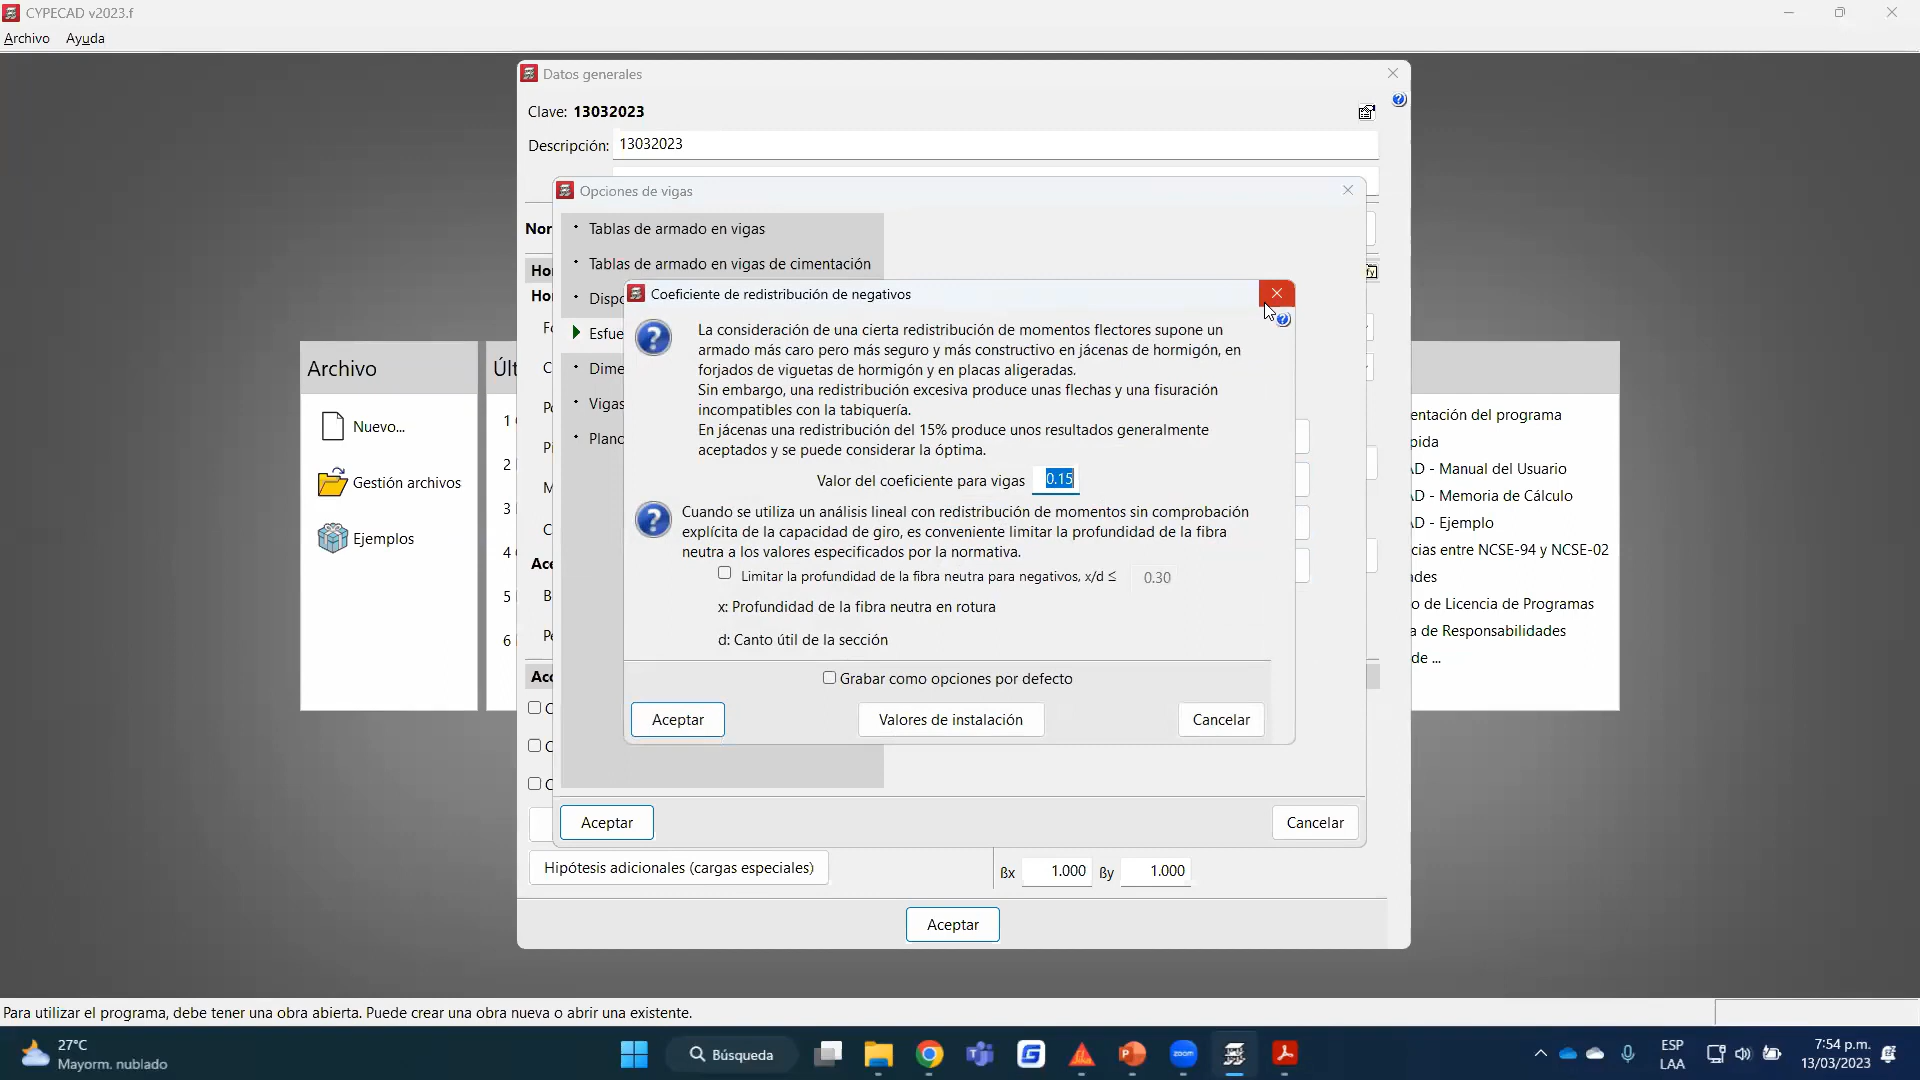 CYPECAD v2023.f
Archivo Ayuda
Datos generales
Clave: 13032023
Descripción: 13032023
Opciones de vigas
Tablas de armado en vigas
Tablas de armado en vigas de cimentación
Coeficiente de redistribución de negativos
La consideración de una cierta redistribución de momentos flectores supone un
armado más caro pero más seguro y más constructivo en jácenas de hormigón, en
forjados de viguetas de hormigón y en placas aligeradas.
Sin embargo, una redistribución excesiva produce unas flechas y una fisuración
incompatibles con la tabiquería.
En jácenas una redistribución del 15% produce unos resultados generalmente
aceptados y se puede considerar la óptima.
Valor del coeficiente para vigas 0.15
Cuando se utiliza un análisis lineal con redistribución de momentos sin comprobación
explícita de la capacidad de giro, es conveniente limitar la profundidad de la fibra
neutra a los valores especificados por la normativa.
Limitar la profundidad de la fibra neutra para negativos, x/d ≤ 0.30
x: Profundidad de la fibra neutra en rotura
d: Canto útil de la sección
Grabar como opciones por defecto
Aceptar Valores de instalación Cancelar
Aceptar Cancelar
Hipótesis adicionales (cargas especiales)
βx 1.000 βy 1.000
Aceptar
Nor
Hor
Hor
Dispo
Esfue
Dime
Vigas
Planc
Archivo
Nuevo...
Gestión archivos
Ejemplos
Últ
1
2
3
4
5
6
entación del programa
pida
AD - Manual del Usuario
AD - Memoria de Cálculo
AD - Ejemplo
cias entre NCSE-94 y NCSE-02
ades
o de Licencia de Programas
a de Responsabilidades
de ...
Para utilizar el programa, debe tener una obra abierta. Puede crear una obra nueva o abrir una existente.
27°C
Mayorm. nublado
Búsqueda
zoom
ESP
LAA
7:54 p.m.
13/03/2023